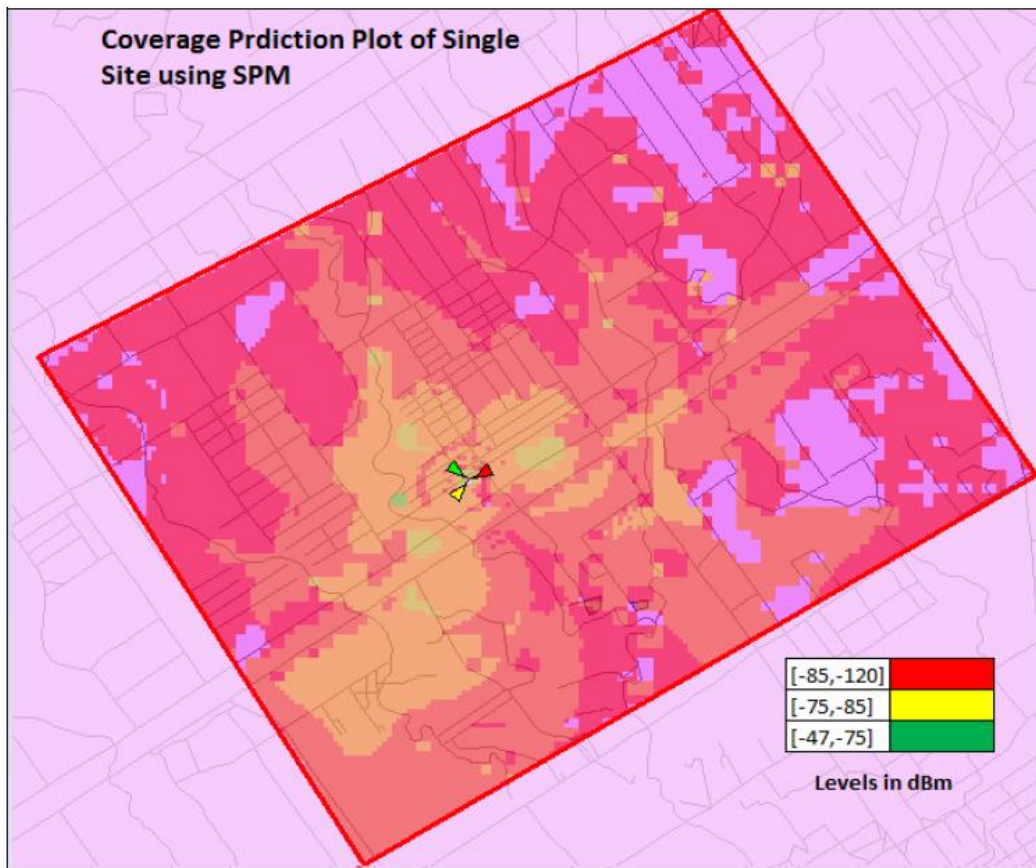 Coverage Prdiction Plot of Single
Site using SPM
[-85,-120]
[-75,-85]
[-47,-75]
Levels in dBm